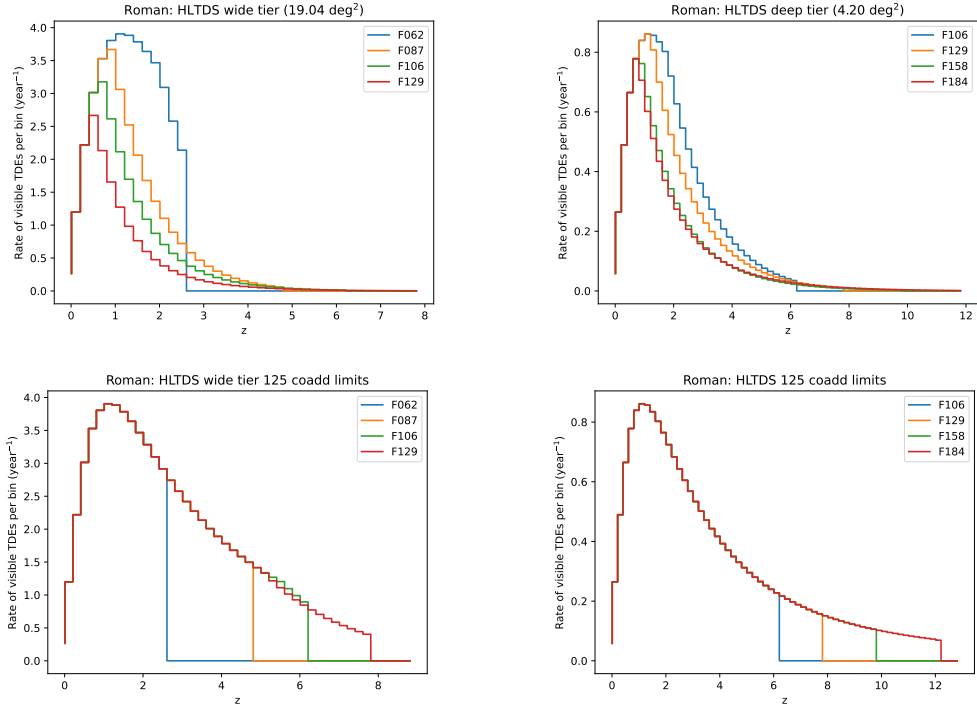 Roman: HLTDS wide tier (19.04 deg²)
Rate of visible TDEs per bin (year⁻¹)
4.0
3.5
3.0
2.5
2.0
1.5
1.0
0.5
0.0
F062
F087
F106
F129
0 1 2 3 4 5 6 7 8
z
Roman: HLTDS deep tier (4.20 deg²)
Rate of visible TDEs per bin (year⁻¹)
0.8
0.6
0.4
0.2
0.0
F106
F129
F158
F184
0 2 4 6 8 10 12
z
Roman: HLTDS wide tier 125 coadd limits
Rate of visible TDEs per bin (year⁻¹)
4.0
3.5
3.0
2.5
2.0
1.5
1.0
0.5
0.0
F062
F087
F106
F129
0 2 4 6 8
z
Roman: HLTDS 125 coadd limits
Rate of visible TDEs per bin (year⁻¹)
0.8
0.6
0.4
0.2
0.0
F106
F129
F158
F184
0 2 4 6 8 10 12
z